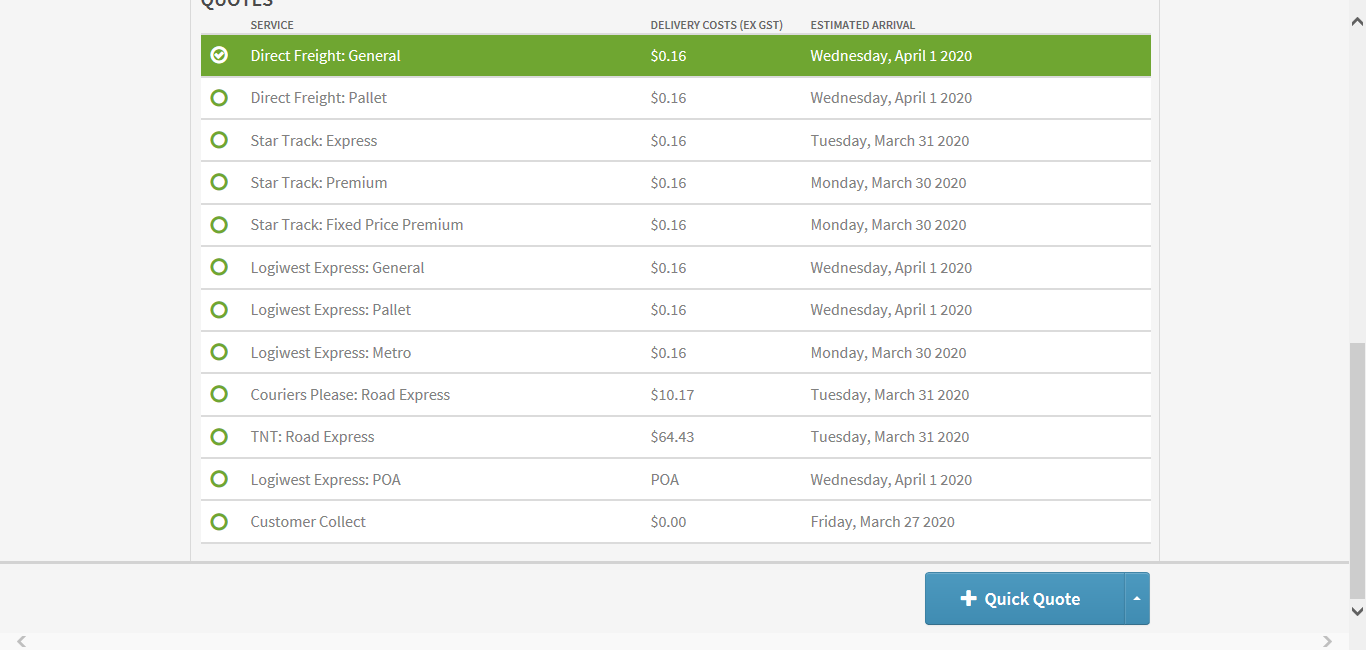 QUOTES
SERVICE DELIVERY COSTS (EX GST) ESTIMATED ARRIVAL
Direct Freight: General $0.16 Wednesday, April 1 2020
Direct Freight: Pallet $0.16 Wednesday, April 1 2020
Star Track: Express $0.16 Tuesday, March 31 2020
Star Track: Premium $0.16 Monday, March 30 2020
Star Track: Fixed Price Premium $0.16 Monday, March 30 2020
Logiwest Express: General $0.16 Wednesday, April 1 2020
Logiwest Express: Pallet $0.16 Wednesday, April 1 2020
Logiwest Express: Metro $0.16 Monday, March 30 2020
Couriers Please: Road Express $10.17 Tuesday, March 31 2020
TNT: Road Express $64.43 Tuesday, March 31 2020
Logiwest Express: POA POA Wednesday, April 1 2020
Customer Collect $0.00 Friday, March 27 2020
Quick Quote